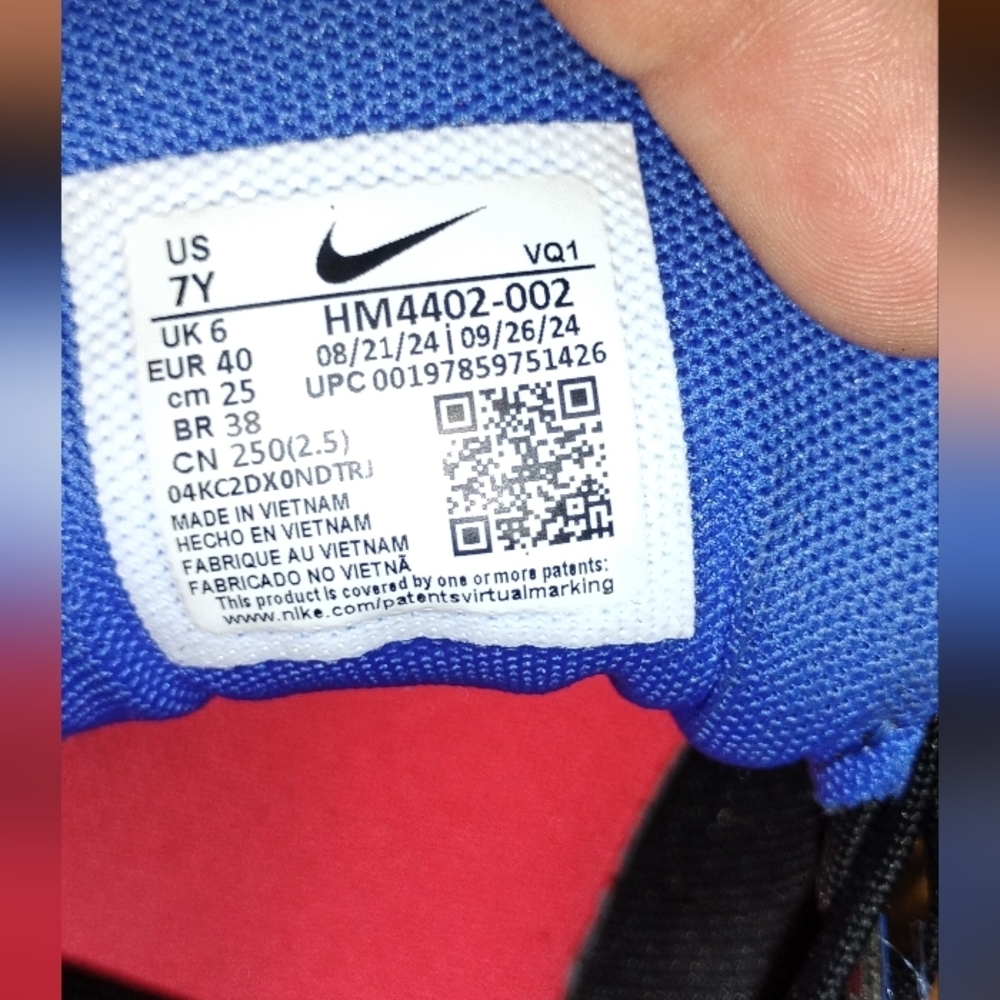 US
7Y
VQ1
UK 6
EUR 40
cm 25
BR 38
CN 250(2.5)
HM4402-002
08/21/24|09/26/24
UPC 00197859751426
04KC2DX0NDTRJ
MADE IN VIETNAM
HECHO EN VIETNAM
FABRIQUE AU VIETNAM
FABRICADO NO VIETNÃ
This product is covered by one or more patents:
www.nike.com/patentsvirtualmarking